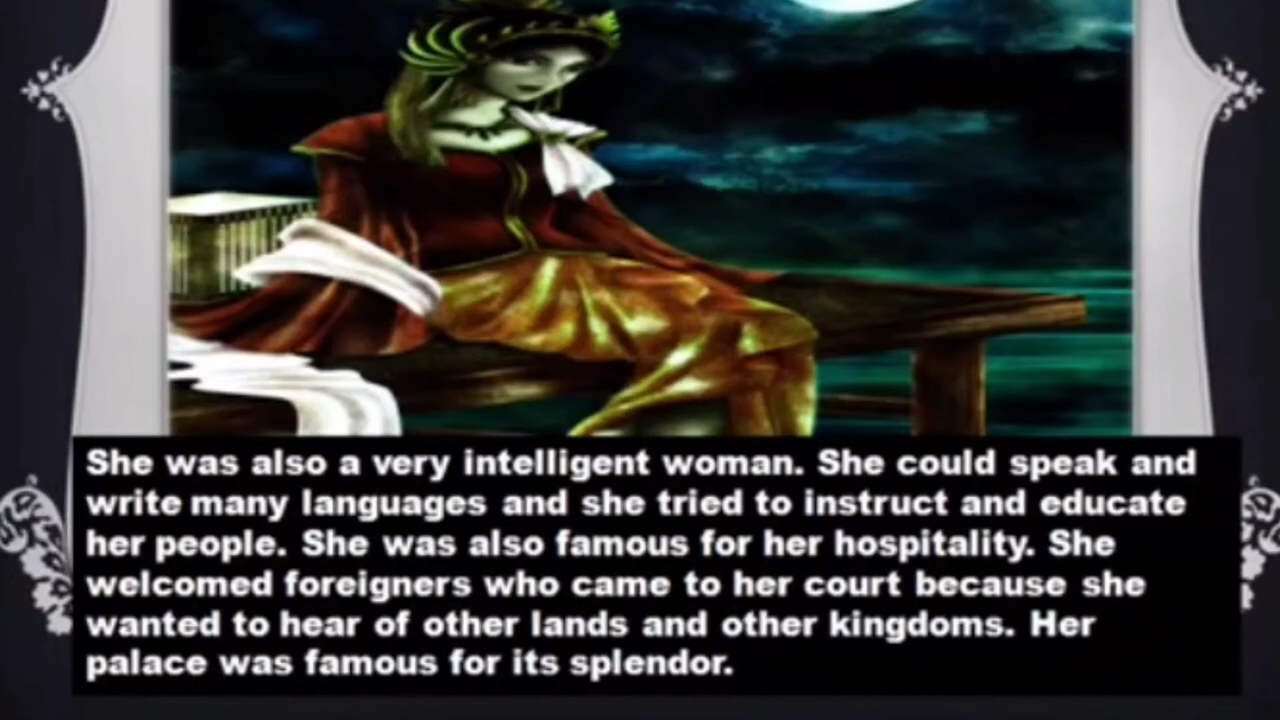 She was also a very intelligent woman. She could speak and
write many languages and she tried to instruct and educate
her people. She was also famous for her hospitality. She
welcomed foreigners who came to her court because she
wanted to hear of other lands and other kingdoms. Her
palace was famous for its splendor.